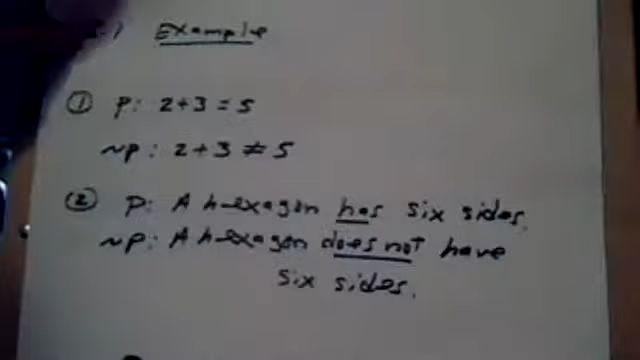 Example
① P: 2+3=5
~P: 2+3≠5
② P: A hexagon has six sides.
~P: A hexagon does not have
six sides.